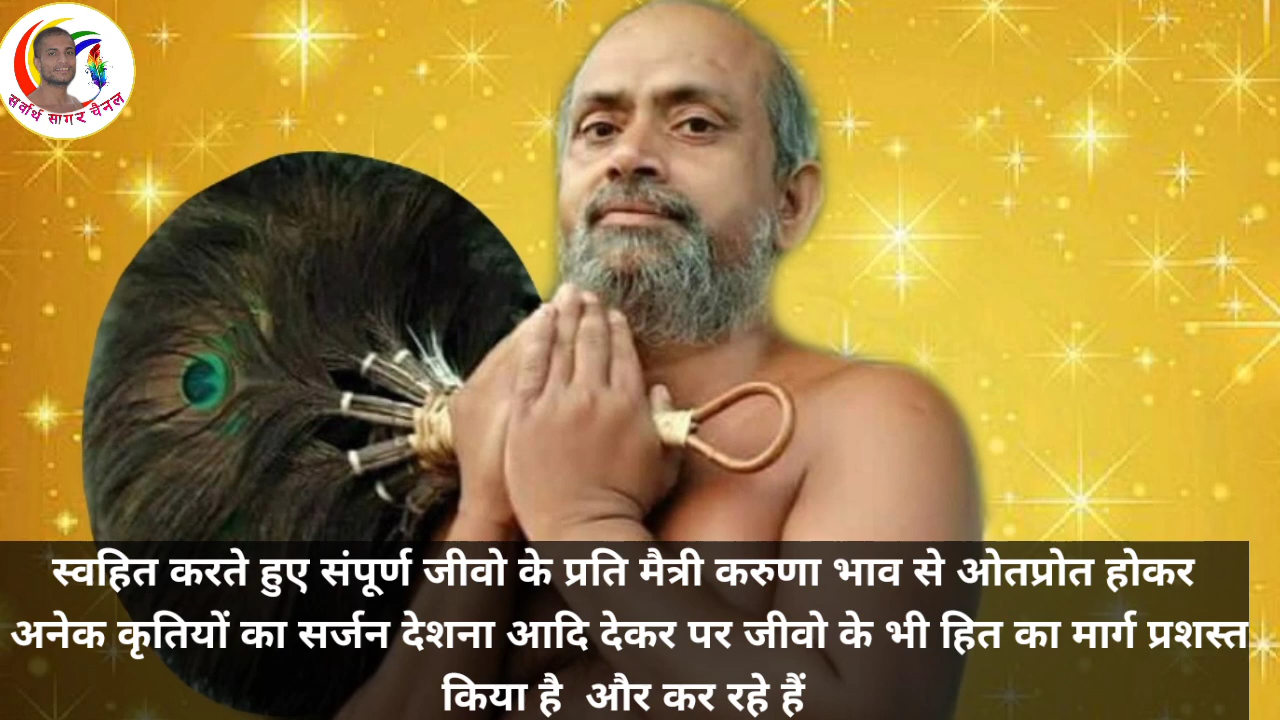 सर्वार्थ सागर चैनल
स्वहित करते हुए संपूर्ण जीवो के प्रति मैत्री करुणा भाव से ओतप्रोत होकर
अनेक कृतियों का सर्जन देशना आदि देकर पर जीवो के भी हित का मार्ग प्रशस्त
किया है और कर रहे हैं